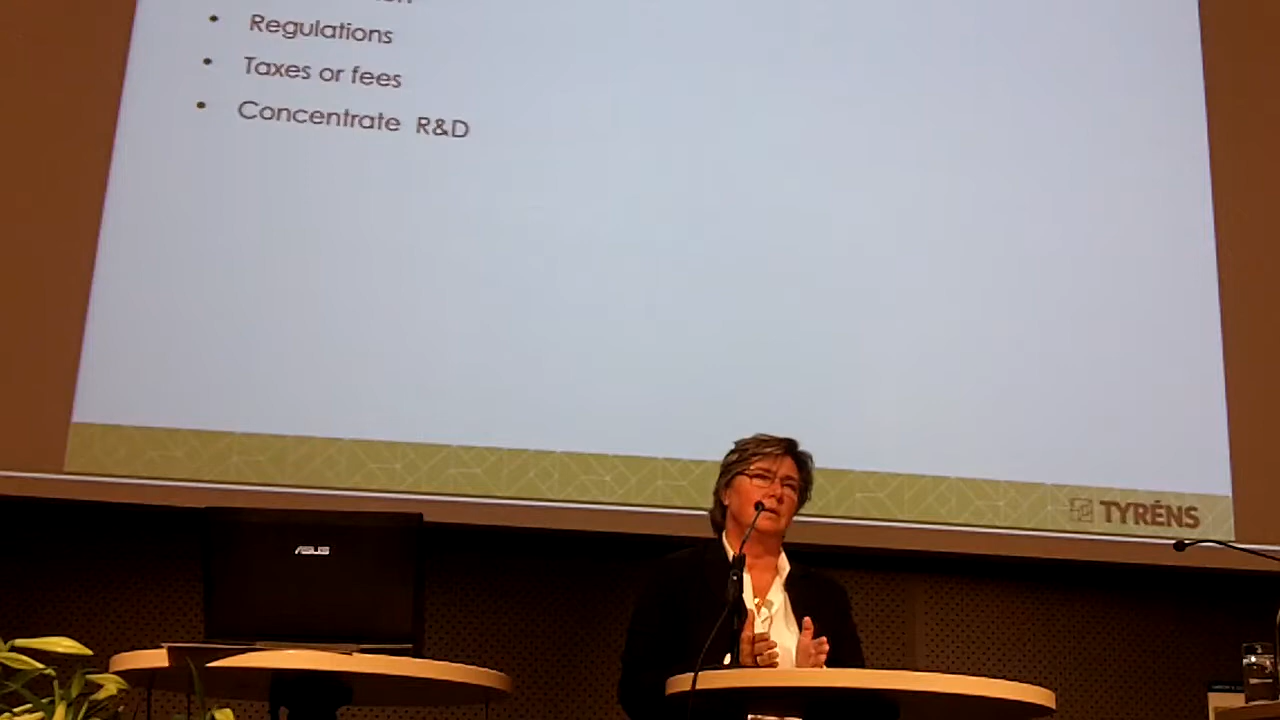 Regulations
Taxes or fees
Concentrate R&D
TYRÉNS
ASUS